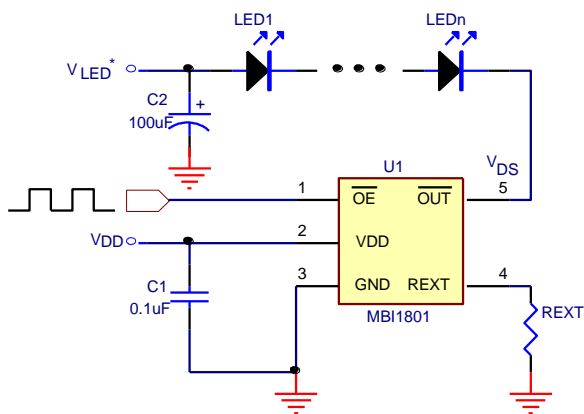 LED1
LEDn
VLED*
C2
+
100uF
U1
VDS
1
OE
OUT
5
VDD
2
VDD
3
GND
REXT
4
C1
0.1uF
MBI1801
REXT